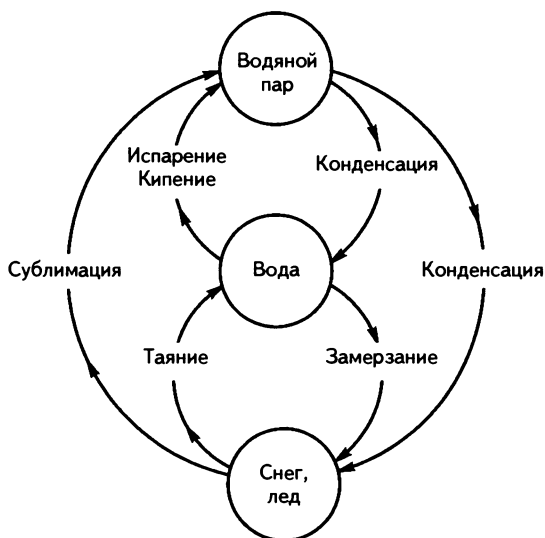 Водяной
пар
Испарение
Кипение
Конденсация
Сублимация
Вода
Конденсация
Таяние
Замерзание
Снег,
лед